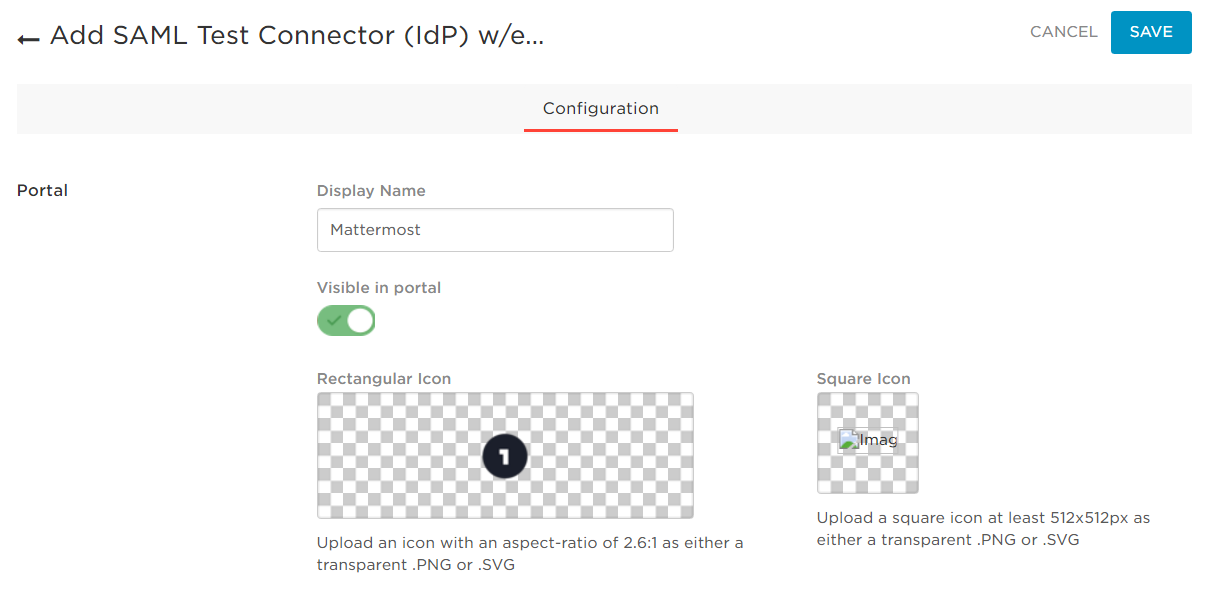 Add SAML Test Connector (IdP) w/e...
CANCEL
SAVE
Configuration
Portal
Display Name
Mattermost
Visible in portal
Rectangular Icon
Square Icon
1
Imag
Upload an icon with an aspect-ratio of 2.6:1 as either a
transparent .PNG or .SVG
Upload a square icon at least 512x512px as
either a transparent .PNG or .SVG